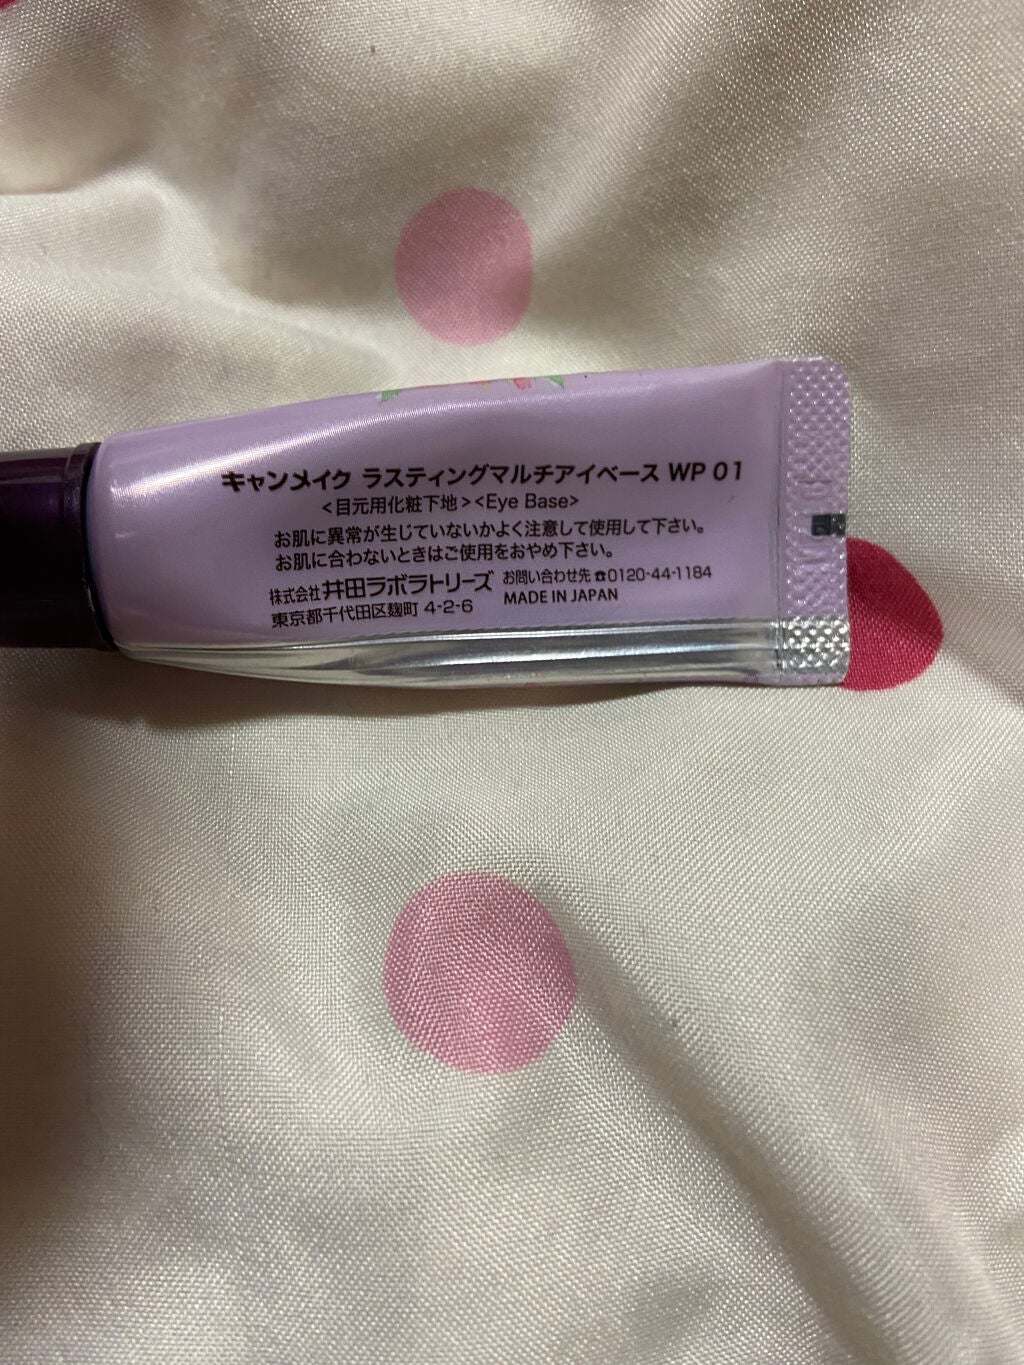 キャンメイク ラスティングマルチアイベース WP 01
<目元用化粧下地><Eye Base>
お肌に異常が生じていないかよく注意して使用して下さい。
お肌に合わないときはご使用をおやめ下さい。
株式会社 井田ラボラトリーズ お問い合わせ先 ☎0120-44-1184
東京都千代田区麹町 4-2-6 MADE IN JAPAN